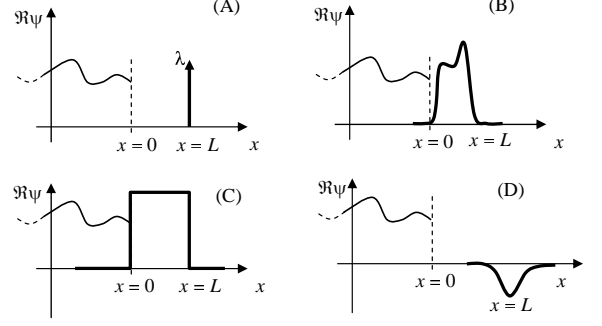 ℜψ (A)
λ
x = 0 x = L x
ℜψ (B)
x = 0 x = L x
ℜψ (C)
x = 0 x = L x
ℜψ (D)
x = 0 x
x = L